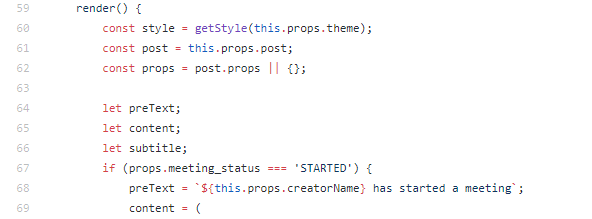 59 render() {
60 const style = getStyle(this.props.theme);
61 const post = this.props.post;
62 const props = post.props || {};
63
64 let preText;
65 let content;
66 let subtitle;
67 if (props.meeting_status === 'STARTED') {
68 preText = `${this.props.creatorName} has started a meeting`;
69 content = (